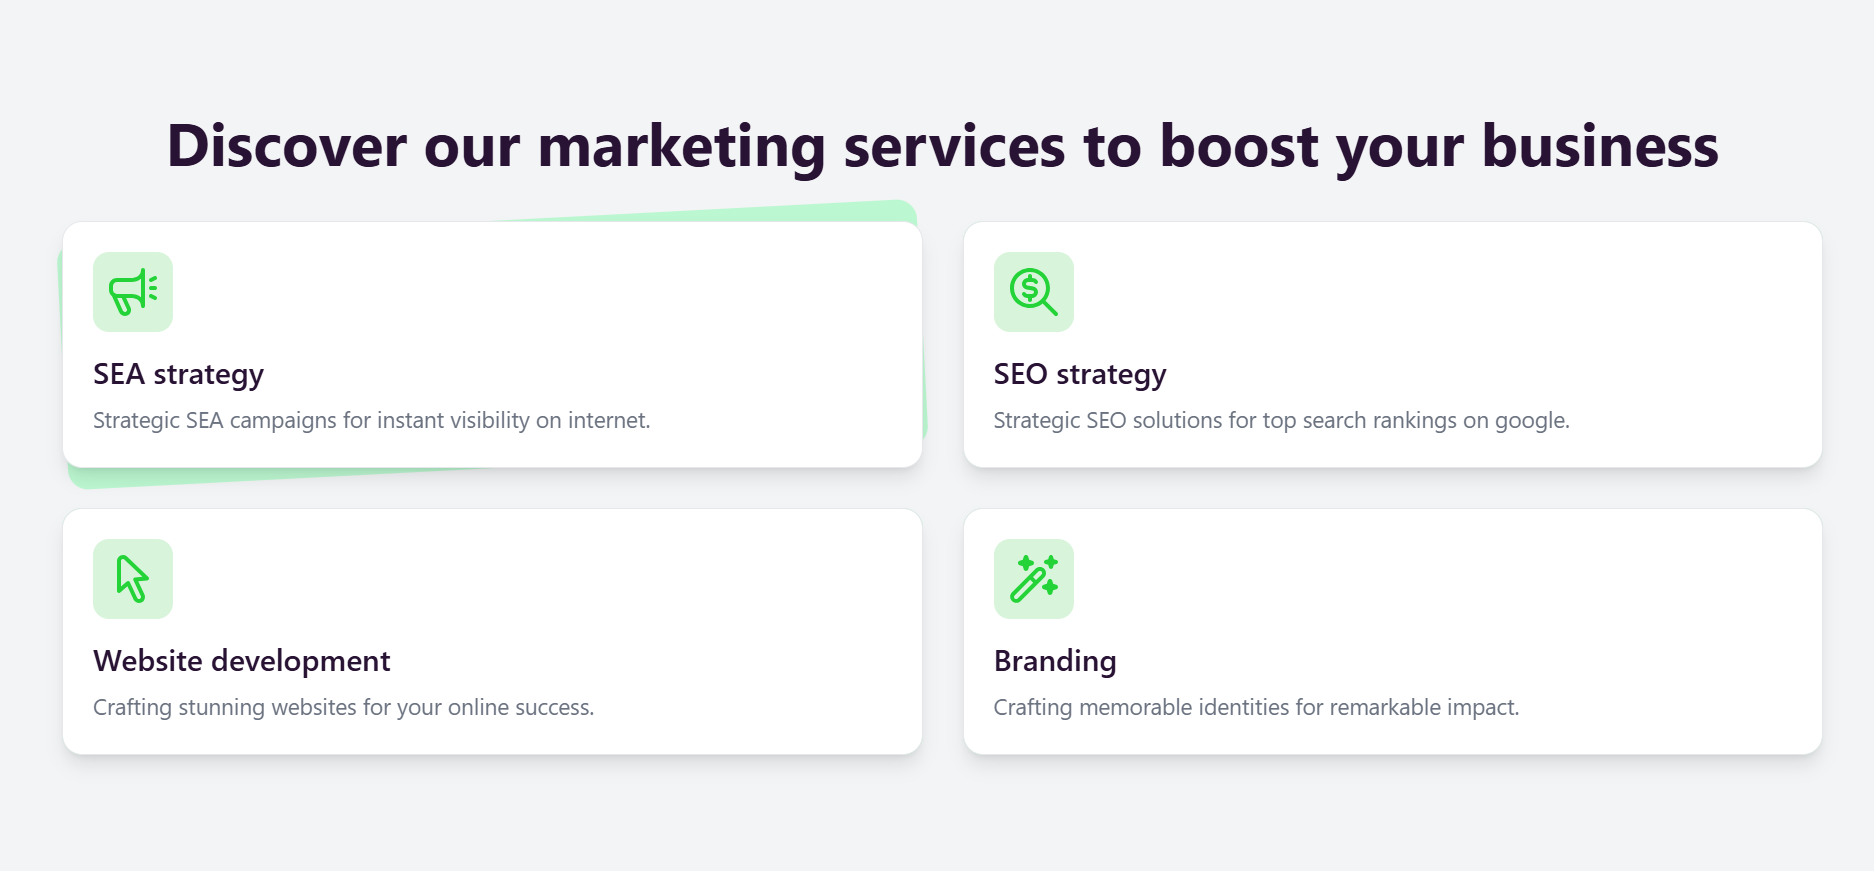 Discover our marketing services to boost your business
SEA strategy
Strategic SEA campaigns for instant visibility on internet.
SEO strategy
Strategic SEO solutions for top search rankings on google.
Website development
Crafting stunning websites for your online success.
Branding
Crafting memorable identities for remarkable impact.